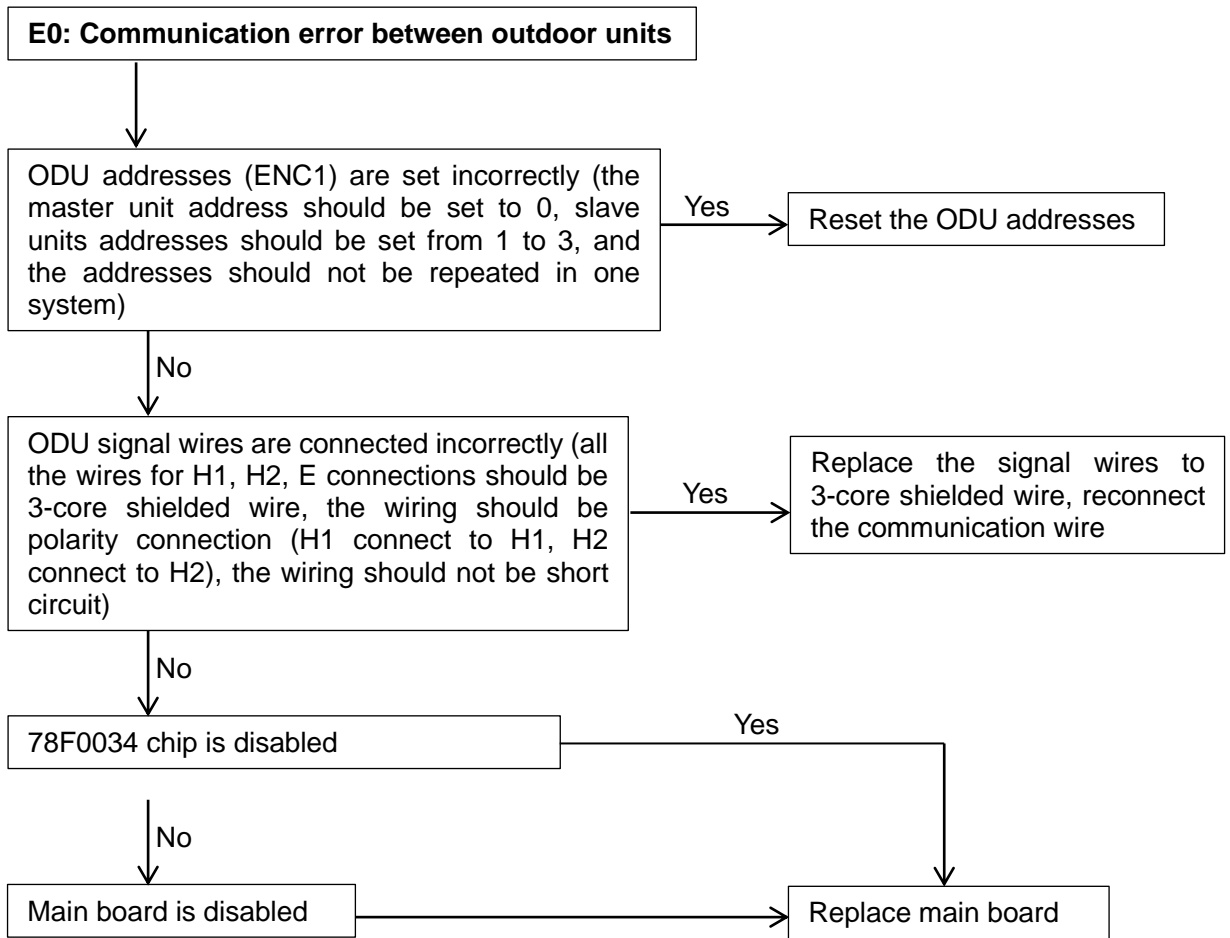 E0: Communication error between outdoor units
ODU addresses (ENC1) are set incorrectly (the
master unit address should be set to 0, slave
units addresses should be set from 1 to 3, and
the addresses should not be repeated in one
system)
Yes
Reset the ODU addresses
No
ODU signal wires are connected incorrectly (all
the wires for H1, H2, E connections should be
3-core shielded wire, the wiring should be
polarity connection (H1 connect to H1, H2
connect to H2), the wiring should not be short
circuit)
Yes
Replace the signal wires to
3-core shielded wire, reconnect
the communication wire
No
78F0034 chip is disabled
Yes
No
Main board is disabled
Replace main board